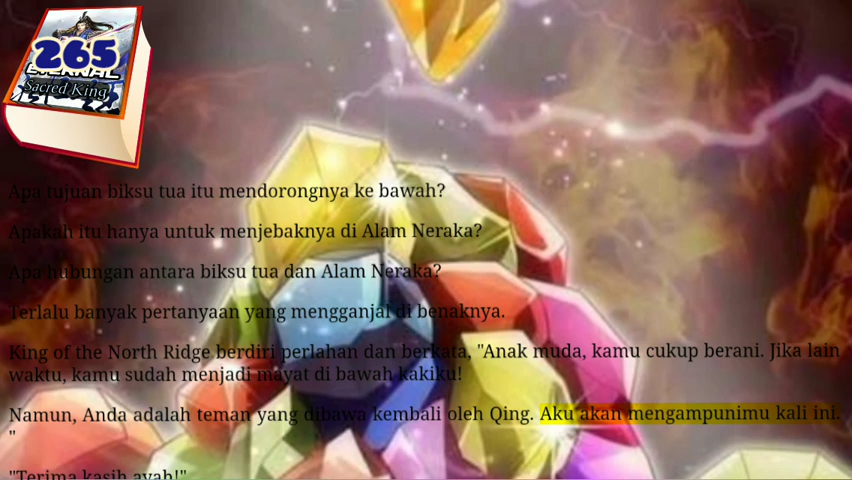 265
ETERNAL
Sacred King
Apa tujuan biksu tua itu mendorongnya ke bawah?
Apakah itu hanya untuk menjebaknya di Alam Neraka?
Apa hubungan antara biksu tua dan Alam Neraka?
Terlalu banyak pertanyaan yang mengganjal di benaknya.
King of the North Ridge berdiri perlahan dan berkata, "Anak muda, kamu cukup berani. Jika lain
waktu, kamu sudah menjadi mayat di bawah kakiku!
Namun, Anda adalah teman yang dibawa kembali oleh Qing. Aku akan mengampunimu kali ini.
"
"Terima kasih ayah!"